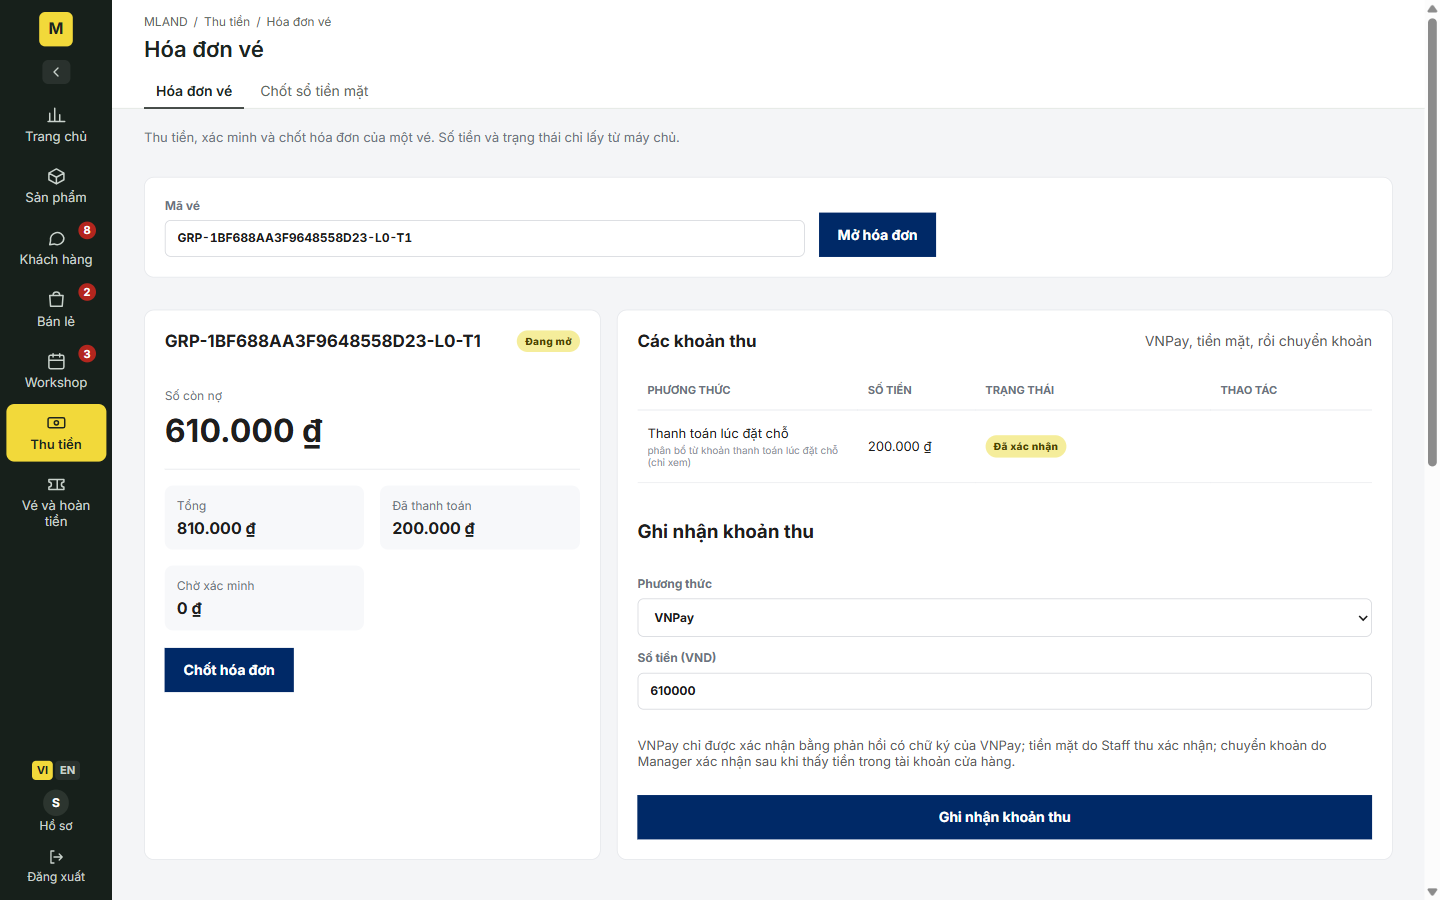 M
Trang chủ
Sản phẩm
8
Khách hàng
2
Bán lẻ
3
Workshop
Thu tiền
Vé và hoàn
tiền
VI EN
S
Hồ sơ
Đăng xuất
MLAND / Thu tiền / Hóa đơn vé
Hóa đơn vé
Hóa đơn vé Chốt sổ tiền mặt
Thu tiền, xác minh và chốt hóa đơn của một vé. Số tiền và trạng thái chỉ lấy từ máy chủ.
Mã vé
GRP-1BF688AA3F9648558D23-L0-T1
Mở hóa đơn
GRP-1BF688AA3F9648558D23-L0-T1 Đang mở
Số còn nợ
610.000 ₫
Tổng
810.000 ₫
Đã thanh toán
200.000 ₫
Chờ xác minh
0 ₫
Chốt hóa đơn
Các khoản thu VNPay, tiền mặt, rồi chuyển khoản
PHƯƠNG THỨC SỐ TIỀN TRẠNG THÁI THAO TÁC
Thanh toán lúc đặt chỗ
phân bổ từ khoản thanh toán lúc đặt chỗ
(chỉ xem)
200.000 ₫
Đã xác nhận
Ghi nhận khoản thu
Phương thức
VNPay
Số tiền (VND)
610000
VNPay chỉ được xác nhận bằng phản hồi có chữ ký của VNPay; tiền mặt do Staff thu xác nhận; chuyển khoản do
Manager xác nhận sau khi thấy tiền trong tài khoản cửa hàng.
Ghi nhận khoản thu